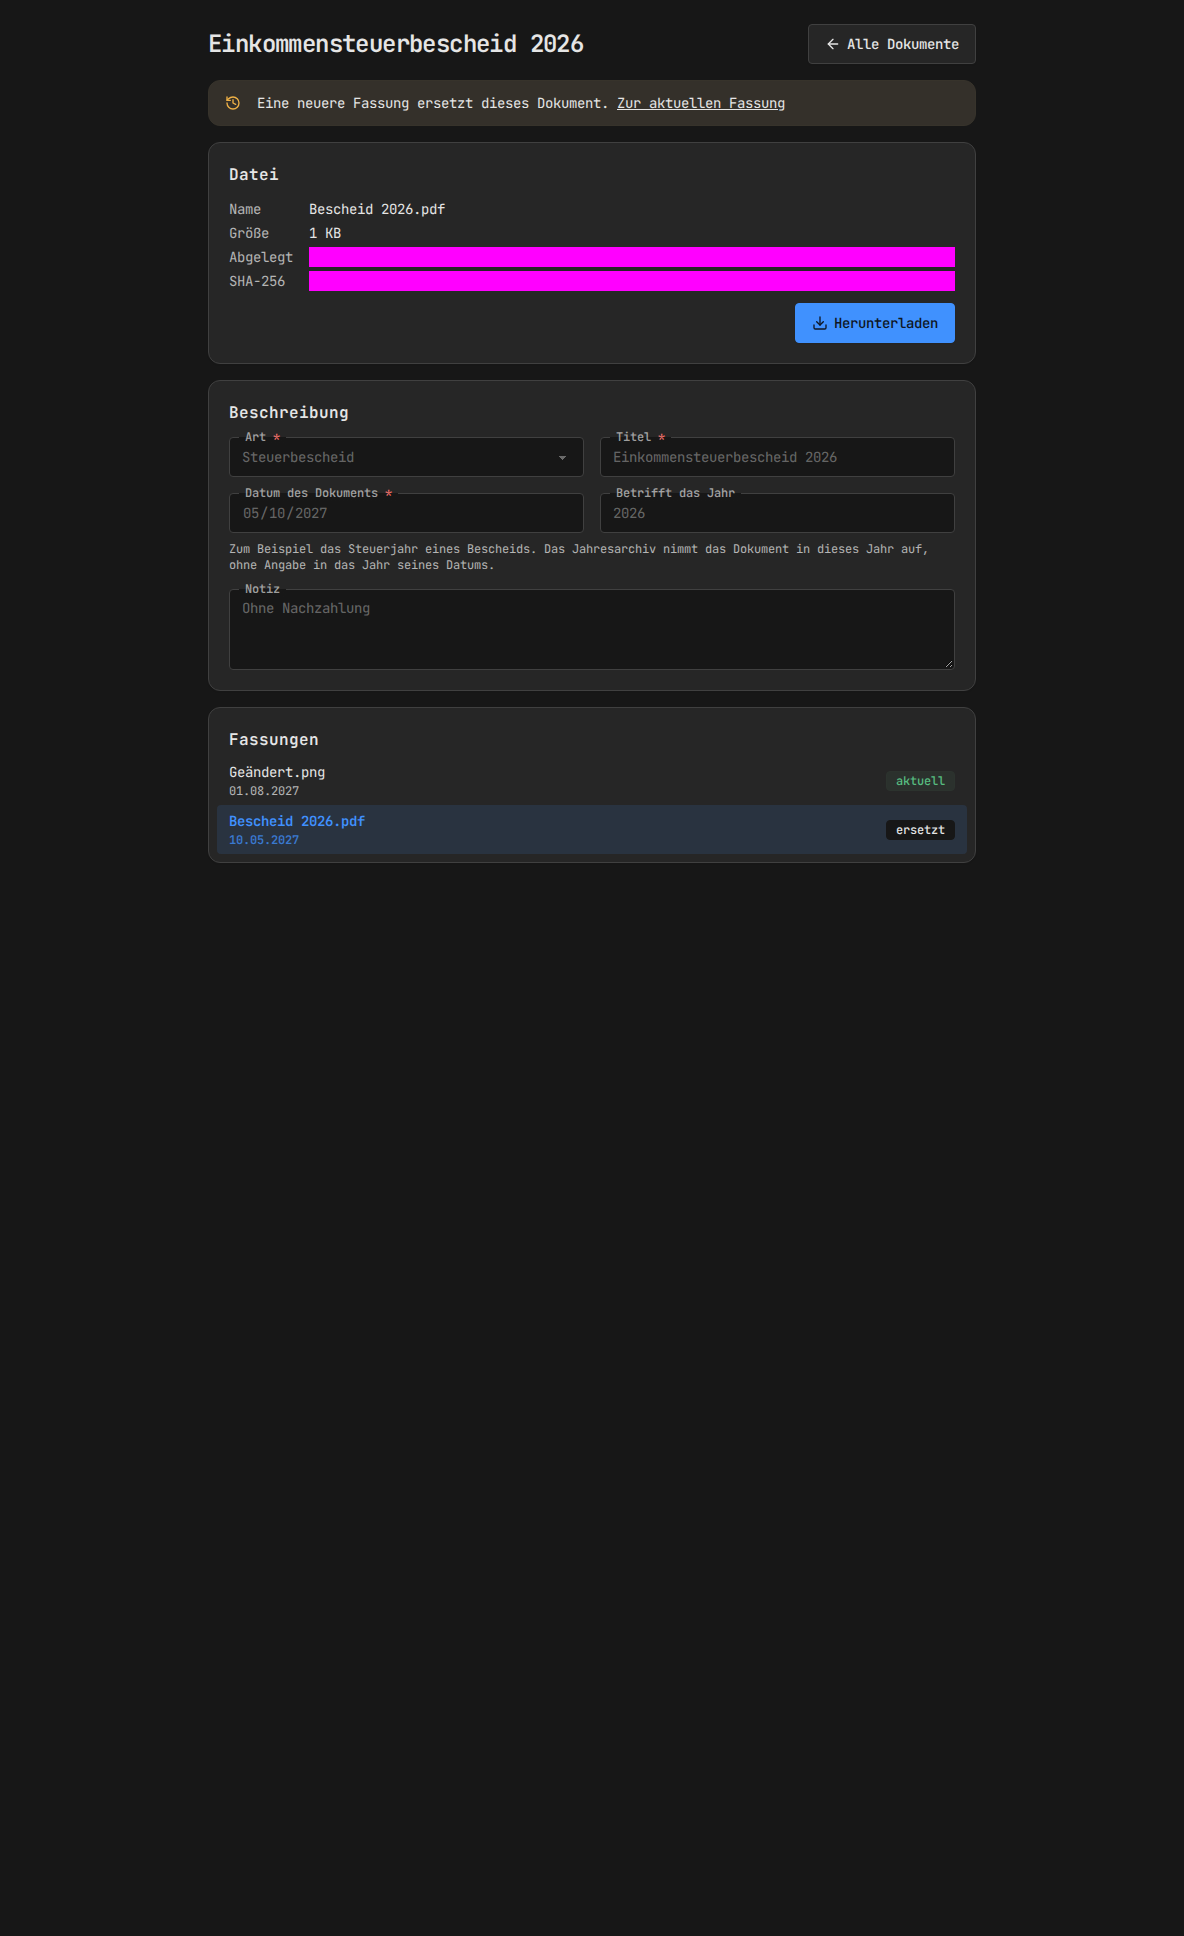 Einkommensteuerbescheid 2026
Alle Dokumente
Eine neuere Fassung ersetzt dieses Dokument. Zur aktuellen Fassung
Datei
Name Bescheid 2026.pdf
Größe 1 KB
Abgelegt
SHA-256
Herunterladen
Beschreibung
Art *
Steuerbescheid
Titel *
Einkommensteuerbescheid 2026
Datum des Dokuments *
05/10/2027
Betrifft das Jahr
2026
Zum Beispiel das Steuerjahr eines Bescheids. Das Jahresarchiv nimmt das Dokument in dieses Jahr auf,
ohne Angabe in das Jahr seines Datums.
Notiz
Ohne Nachzahlung
Fassungen
Geändert.png
01.08.2027
aktuell
Bescheid 2026.pdf
10.05.2027
ersetzt